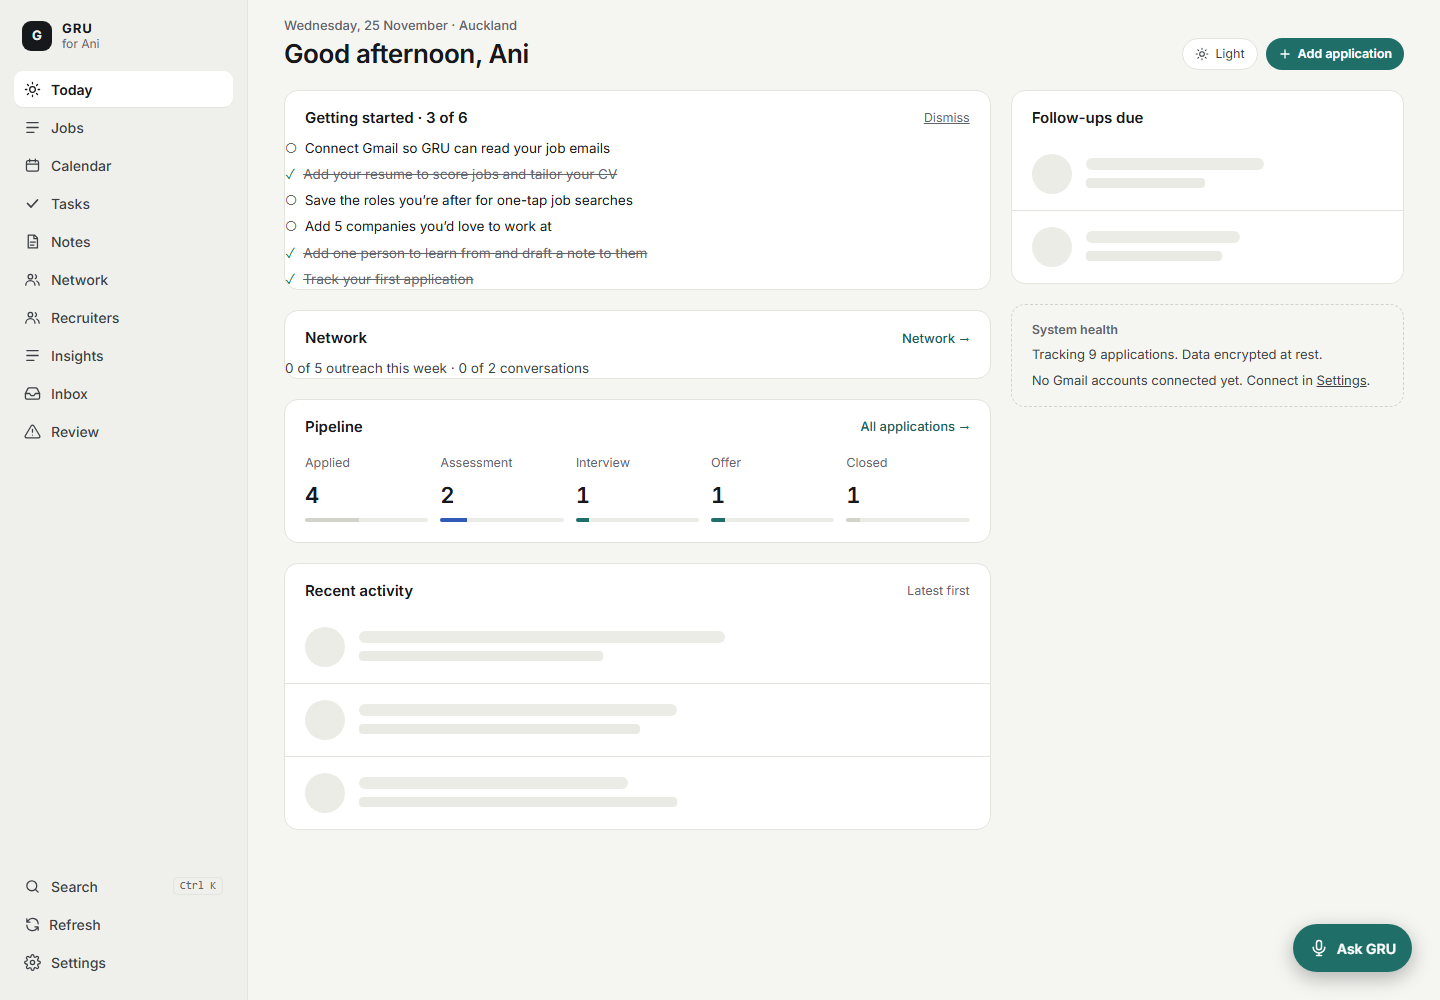 G
GRU
for Ani
Today
Jobs
Calendar
Tasks
Notes
Network
Recruiters
Insights
Inbox
Review
Search
Ctrl K
Refresh
Settings
Wednesday, 25 November · Auckland
Good afternoon, Ani
Light
Add application
Getting started · 3 of 6
Dismiss
Connect Gmail so GRU can read your job emails
Add your resume to score jobs and tailor your CV
Save the roles you’re after for one-tap job searches
Add 5 companies you’d love to work at
Add one person to learn from and draft a note to them
Track your first application
Network
Network →
0 of 5 outreach this week · 0 of 2 conversations
Pipeline
All applications →
Applied
Assessment
Interview
Offer
Closed
4
2
1
1
1
Recent activity
Latest first
Follow-ups due
System health
Tracking 9 applications. Data encrypted at rest.
No Gmail accounts connected yet. Connect in Settings.
Ask GRU